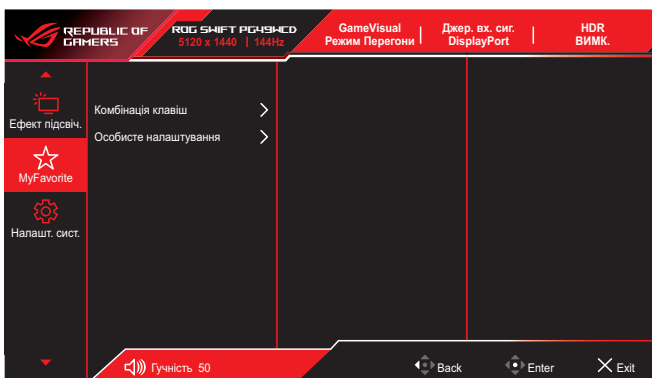 REPUBLIC OF
GAMERS
ROG SWIFT PG49WCD
5120 x 1440 | 144Hz
GameVisual
Режим Перегони
Джер. вх. сиг.
DisplayPort
HDR
ВИМК.
Ефект підсвіч.
MyFavorite
Налашт. сист.
Комбінація клавіш
Особисте налаштування
Гучність 50
Back
Enter
Exit